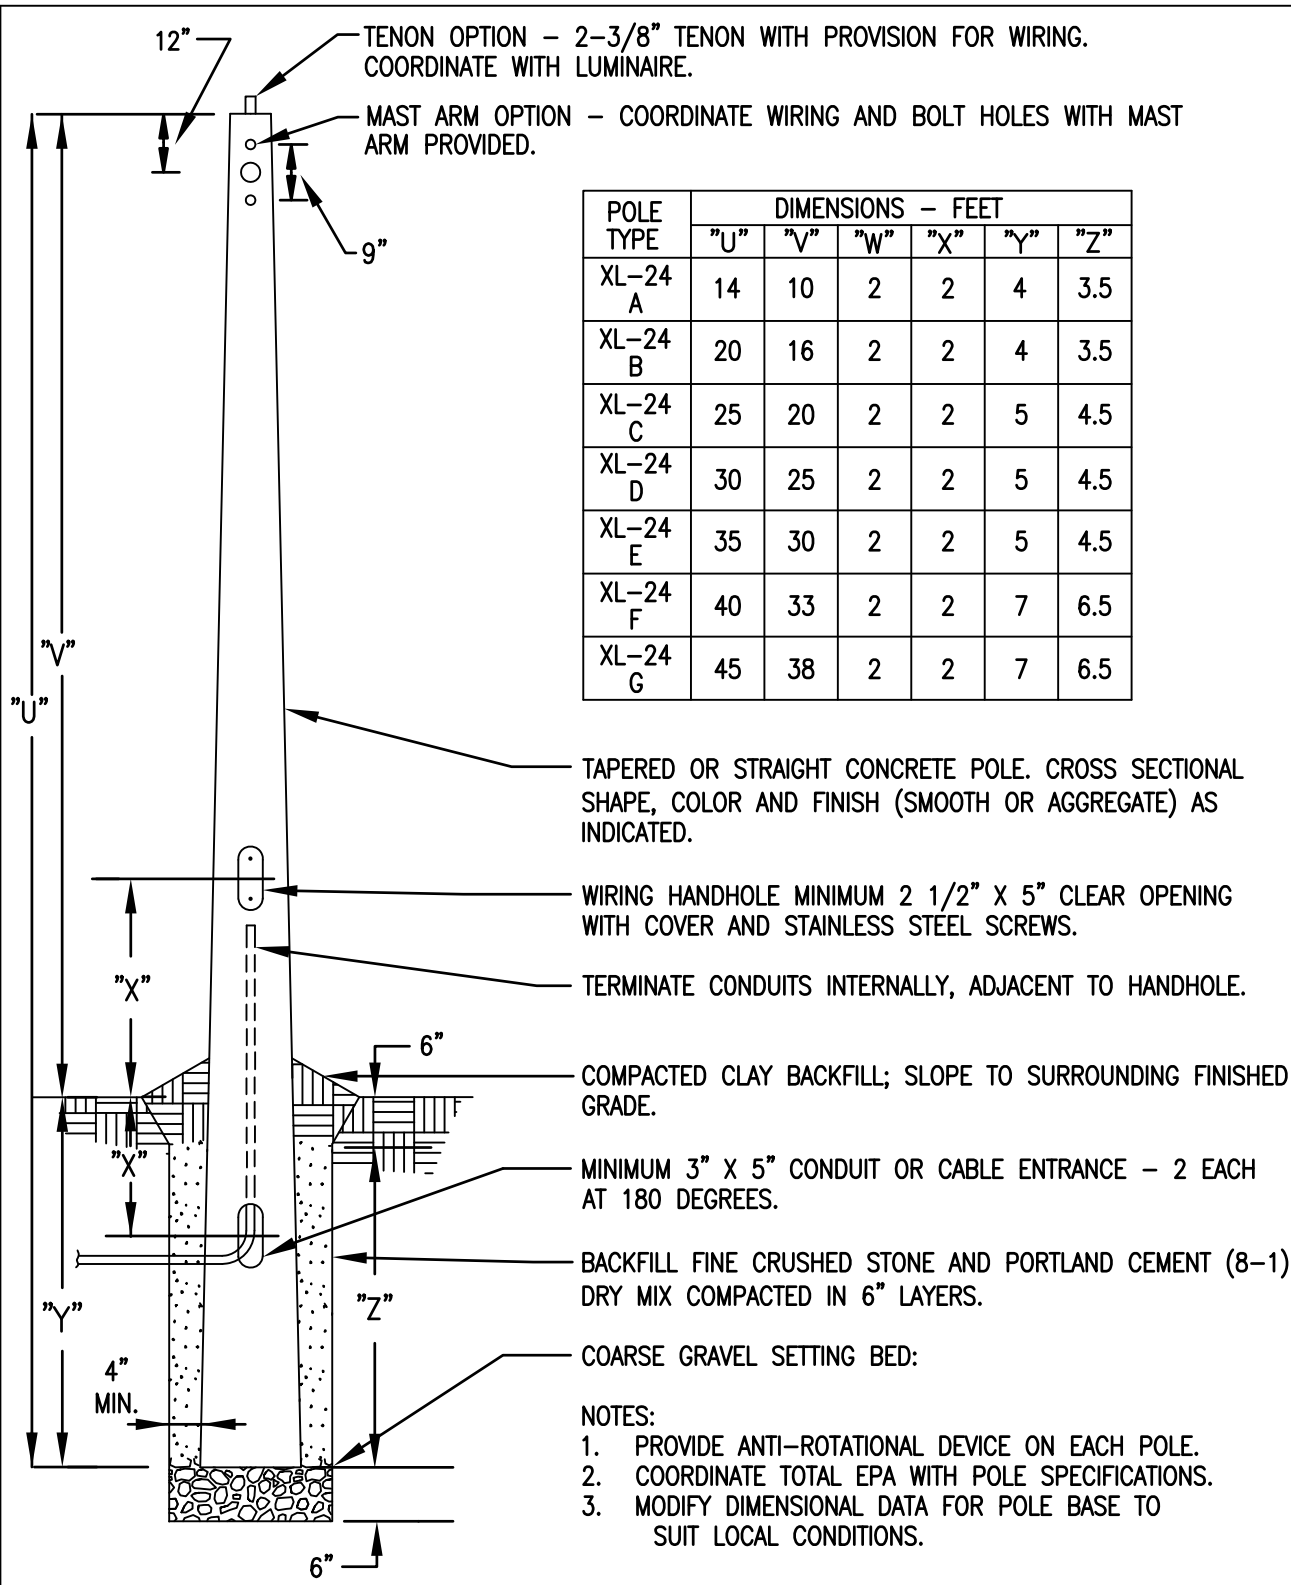 12”
TENON OPTION – 2–3/8” TENON WITH PROVISION FOR WIRING.
COORDINATE WITH LUMINAIRE.
MAST ARM OPTION – COORDINATE WIRING AND BOLT HOLES WITH MAST
ARM PROVIDED.
9”
POLE TYPE DIMENSIONS – FEET
”U” ”V” ”W” ”X” ”Y” ”Z”
XL–24 A 14 10 2 2 4 3.5
XL–24 B 20 16 2 2 4 3.5
XL–24 C 25 20 2 2 5 4.5
XL–24 D 30 25 2 2 5 4.5
XL–24 E 35 30 2 2 5 4.5
XL–24 F 40 33 2 2 7 6.5
XL–24 G 45 38 2 2 7 6.5
”V”
”U”
TAPERED OR STRAIGHT CONCRETE POLE. CROSS SECTIONAL
SHAPE, COLOR AND FINISH (SMOOTH OR AGGREGATE) AS
INDICATED.
WIRING HANDHOLE MINIMUM 2 1/2” X 5” CLEAR OPENING
WITH COVER AND STAINLESS STEEL SCREWS.
”X”
TERMINATE CONDUITS INTERNALLY, ADJACENT TO HANDHOLE.
6”
COMPACTED CLAY BACKFILL; SLOPE TO SURROUNDING FINISHED
GRADE.
”X”
MINIMUM 3” X 5” CONDUIT OR CABLE ENTRANCE – 2 EACH
AT 180 DEGREES.
BACKFILL FINE CRUSHED STONE AND PORTLAND CEMENT (8–1)
DRY MIX COMPACTED IN 6” LAYERS.
”Y”
”Z”
4”
MIN.
COARSE GRAVEL SETTING BED:
NOTES:
1. PROVIDE ANTI–ROTATIONAL DEVICE ON EACH POLE.
2. COORDINATE TOTAL EPA WITH POLE SPECIFICATIONS.
3. MODIFY DIMENSIONAL DATA FOR POLE BASE TO
SUIT LOCAL CONDITIONS.
6”